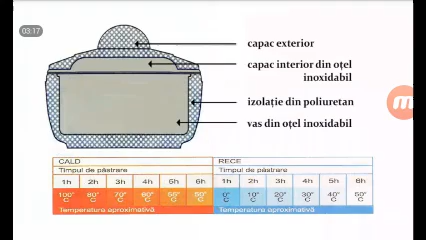 03:17
capac exterior
capac interior din oțel
inoxidabil
izolație din poliuretan
vas din oțel inoxidabil
CALD RECE
Timpul de păstrare Timpul de păstrare
1h 2h 3h 4h 5h 6h 1h 2h 3h 4h 5h 6h
100° C 80° C 70° C 60° C 55° C 50° C 0° C 10° C 20° C 30° C 40° C 50° C
Temperatura aproximativă Temperatura aproximativă